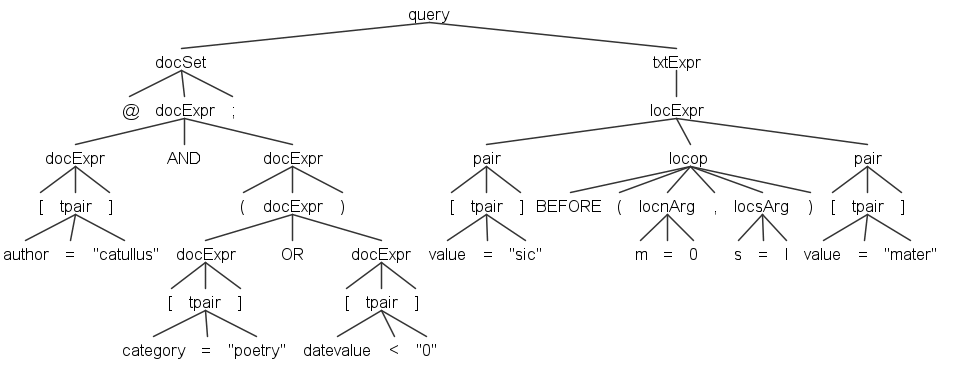 query
docSet txtExpr
@ docExpr ; locExpr
docExpr AND docExpr pair locop pair
[ tpair ] ( docExpr ) [ tpair ] BEFORE ( locnArg , locsArg ) [ tpair ]
author = "catullus" docExpr OR docExpr value = "sic" m = 0 s = l value = "mater"
[ tpair ] [ tpair ]
category = "poetry" datevalue < "0"